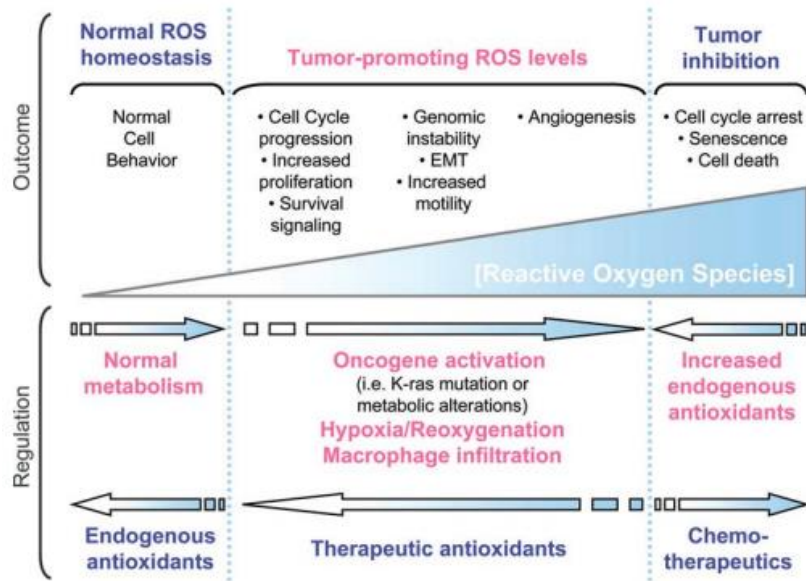 Normal ROS
homeostasis
Tumor-promoting ROS levels
Tumor
inhibition
Outcome
Normal
Cell
Behavior
• Cell Cycle
progression
• Increased
proliferation
• Survival
signaling
• Genomic
instability
• EMT
• Increased
motility
• Angiogenesis
• Cell cycle arrest
• Senescence
• Cell death
[Reactive Oxygen Species]
Regulation
Normal
metabolism
Oncogene activation
(i.e. K-ras mutation or
metabolic alterations)
Hypoxia/Reoxygenation
Macrophage infiltration
Increased
endogenous
antioxidants
Endogenous
antioxidants
Therapeutic antioxidants
Chemo-
therapeutics